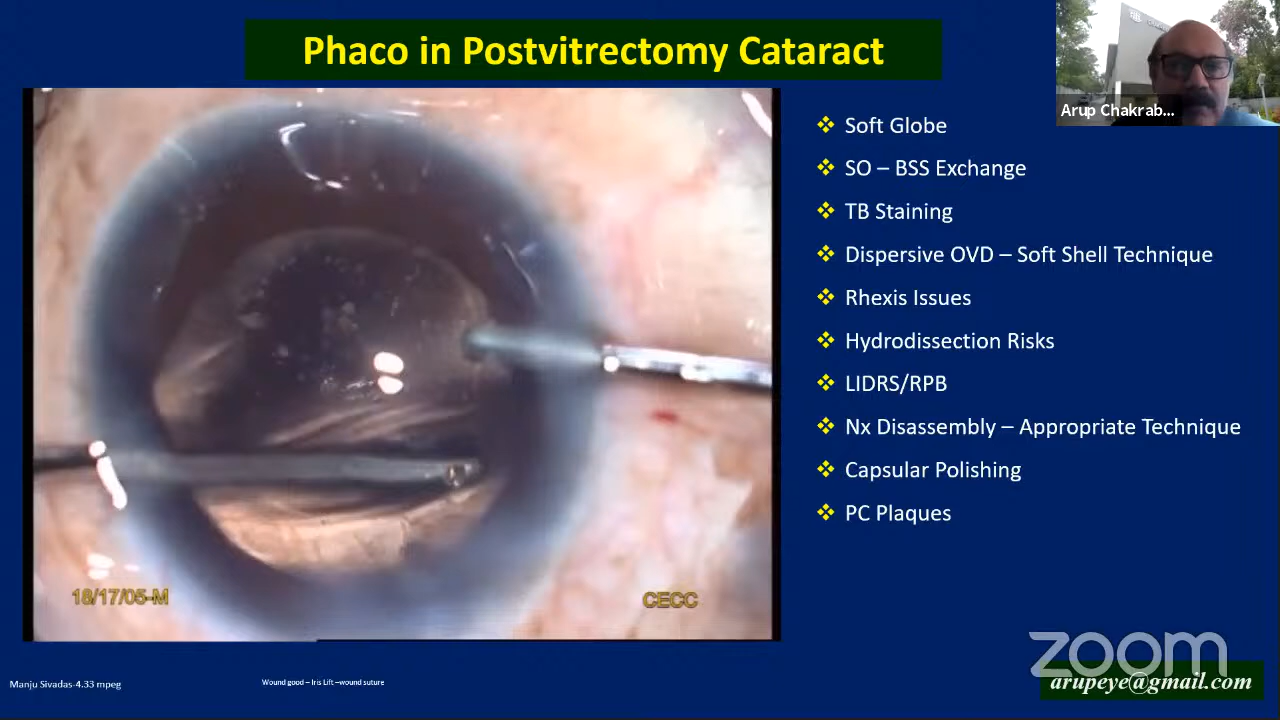 Phaco in Postvitrectomy Cataract
Arup Chakrab...
Soft Globe
SO – BSS Exchange
TB Staining
Dispersive OVD – Soft Shell Technique
Rhexis Issues
Hydrodissection Risks
LIDRS/RPB
Nx Disassembly – Appropriate Technique
Capsular Polishing
PC Plaques
18/17/05-M
CECC
zoom
arupeye@gmail.com
Manju Sivadas-4.33 mpeg
Wound good – Iris Lift –wound suture